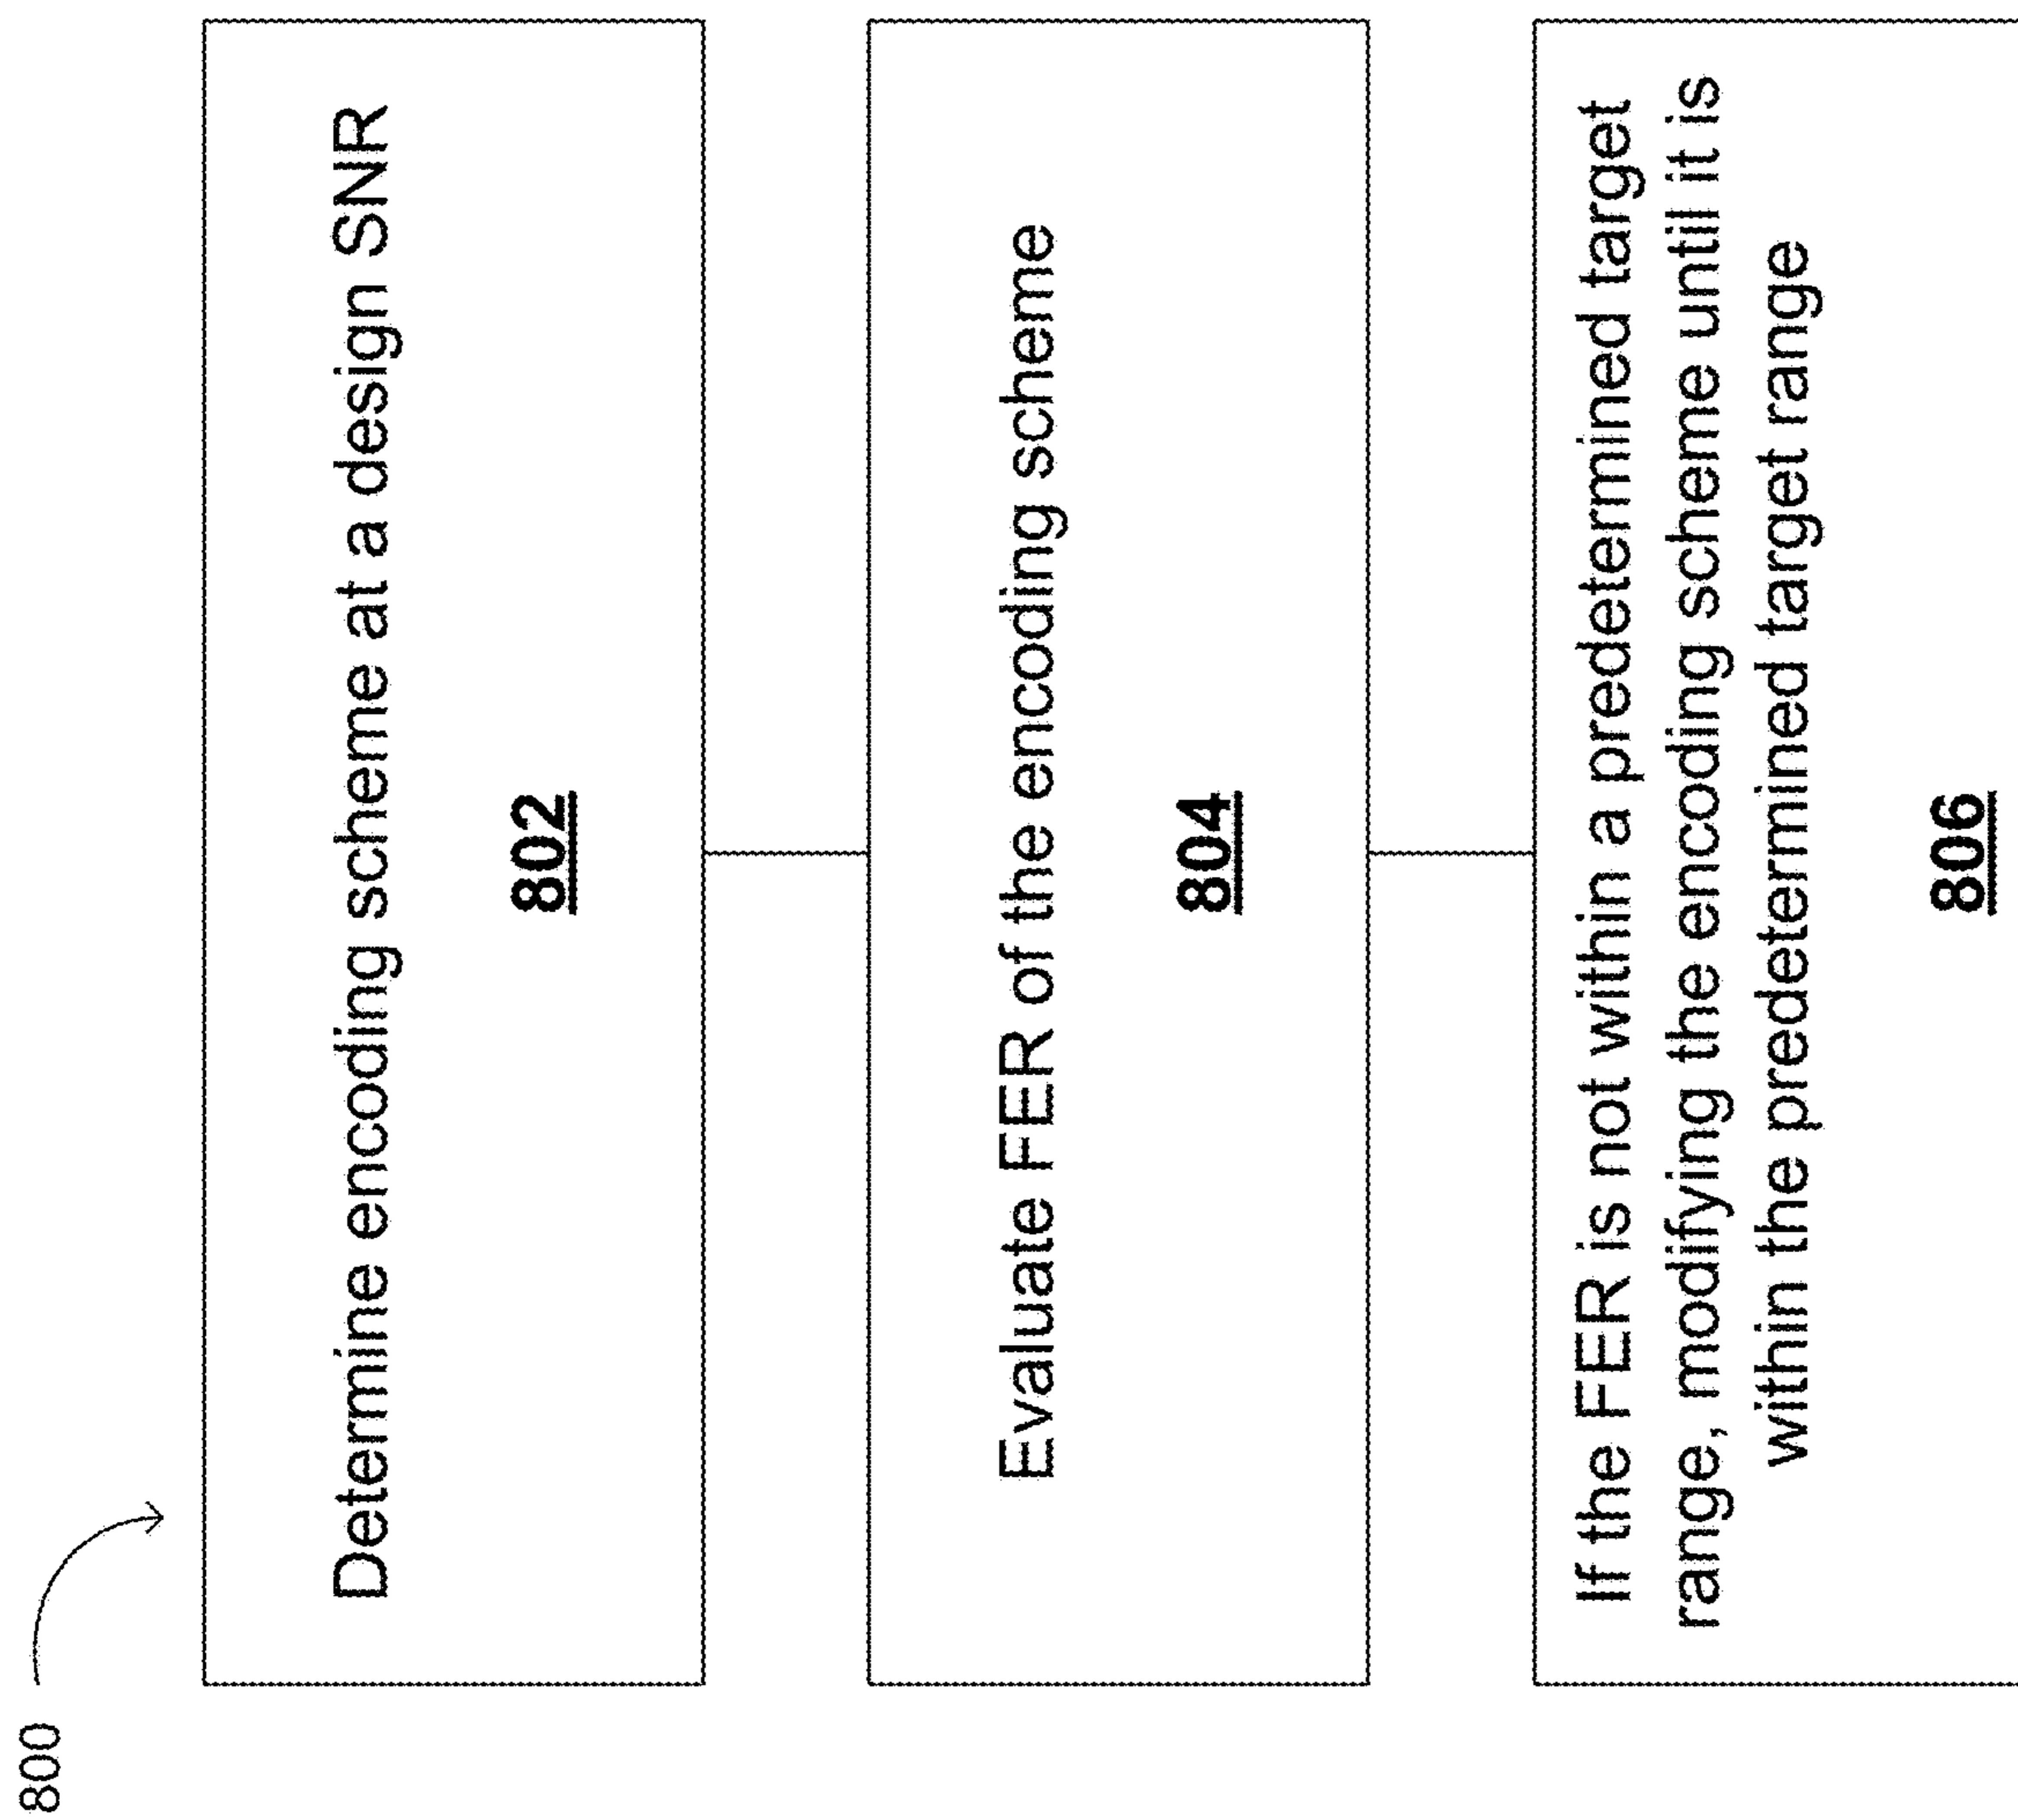 800
Determine encoding scheme at a design SNR
802
Evaluate FER of the encoding scheme
804
If the FER is not within a predetermined target
range, modifying the encoding scheme until it is
within the predetermined target range
806